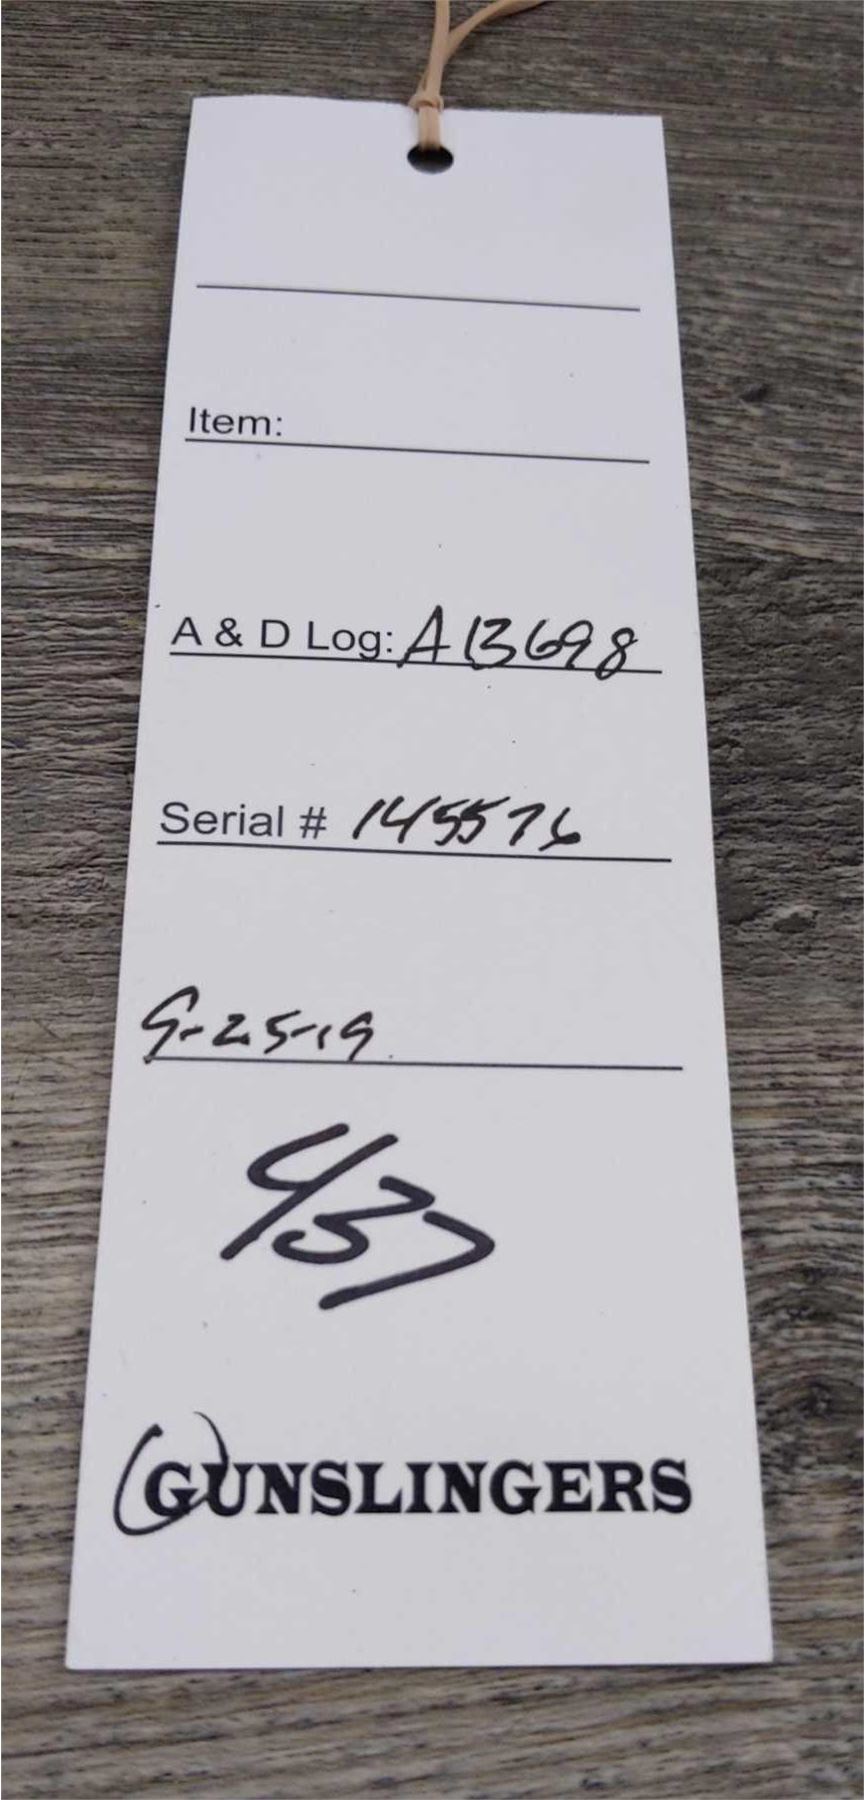 Item:
A & D Log: A13698
Serial # 145576
9-25-19
437
GUNSLINGERS